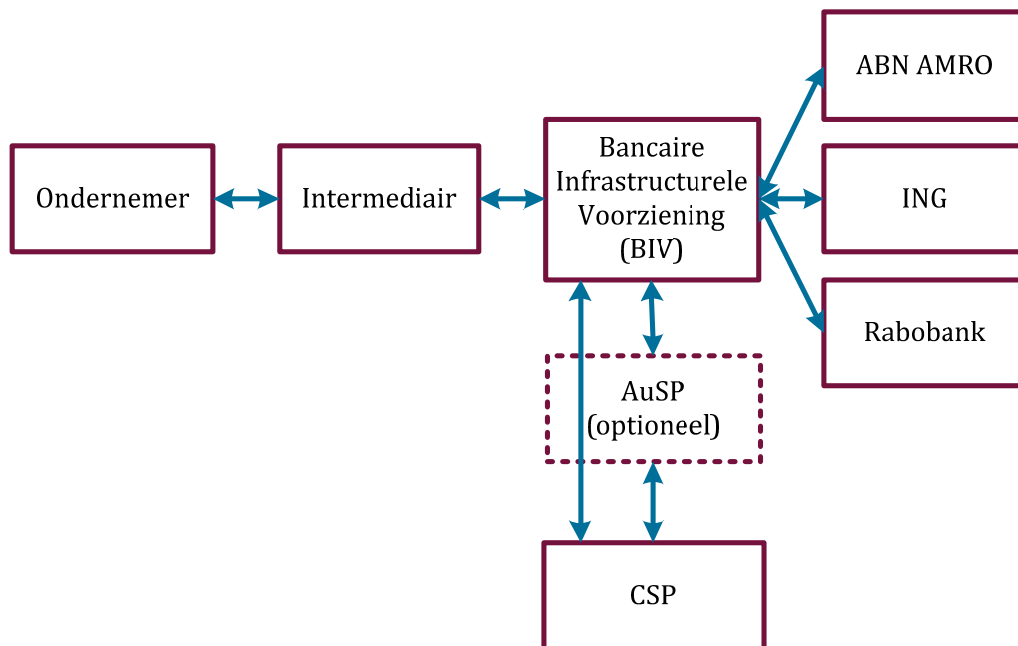 Ondernemer
Intermediair
Bancaire
Infrastructurele
Voorziening
(BIV)
ABN AMRO
ING
Rabobank
AuSP
(optioneel)
CSP